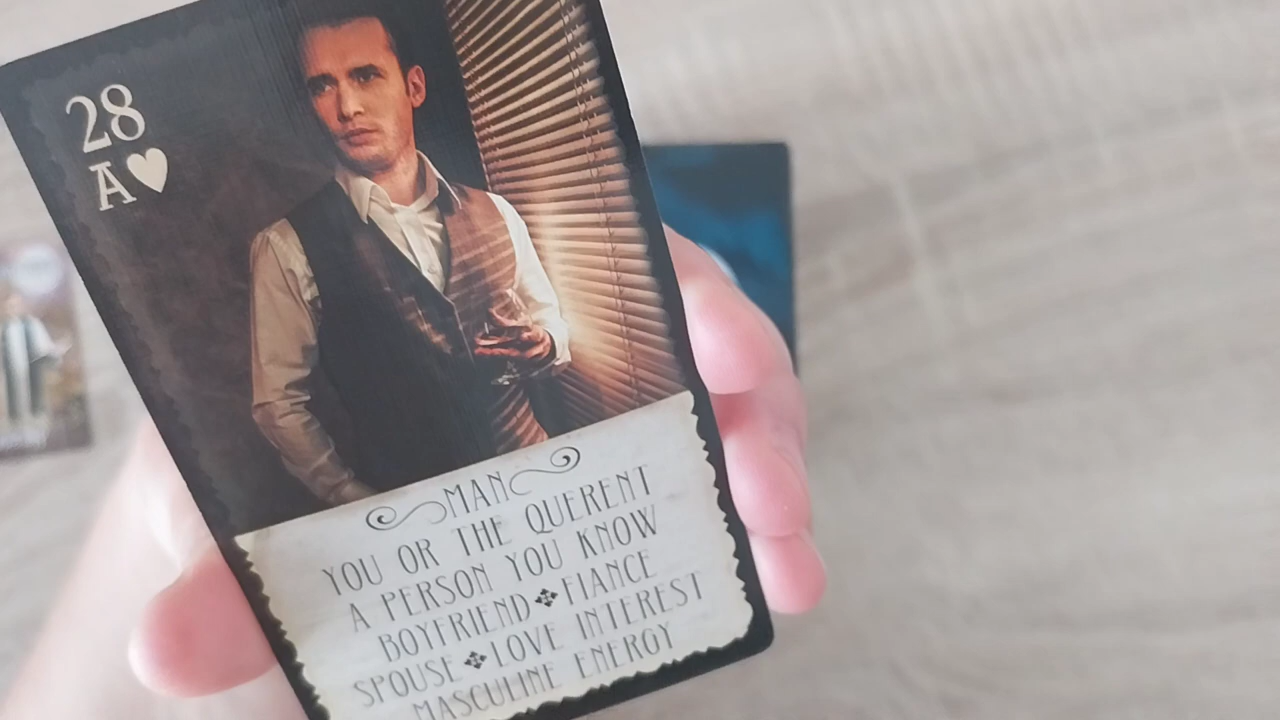 28
A♥
MAN
YOU OR THE QUERENT
A PERSON YOU KNOW
BOYFRIEND ❖ FIANCE
SPOUSE ❖ LOVE INTEREST
MASCULINE ENERGY